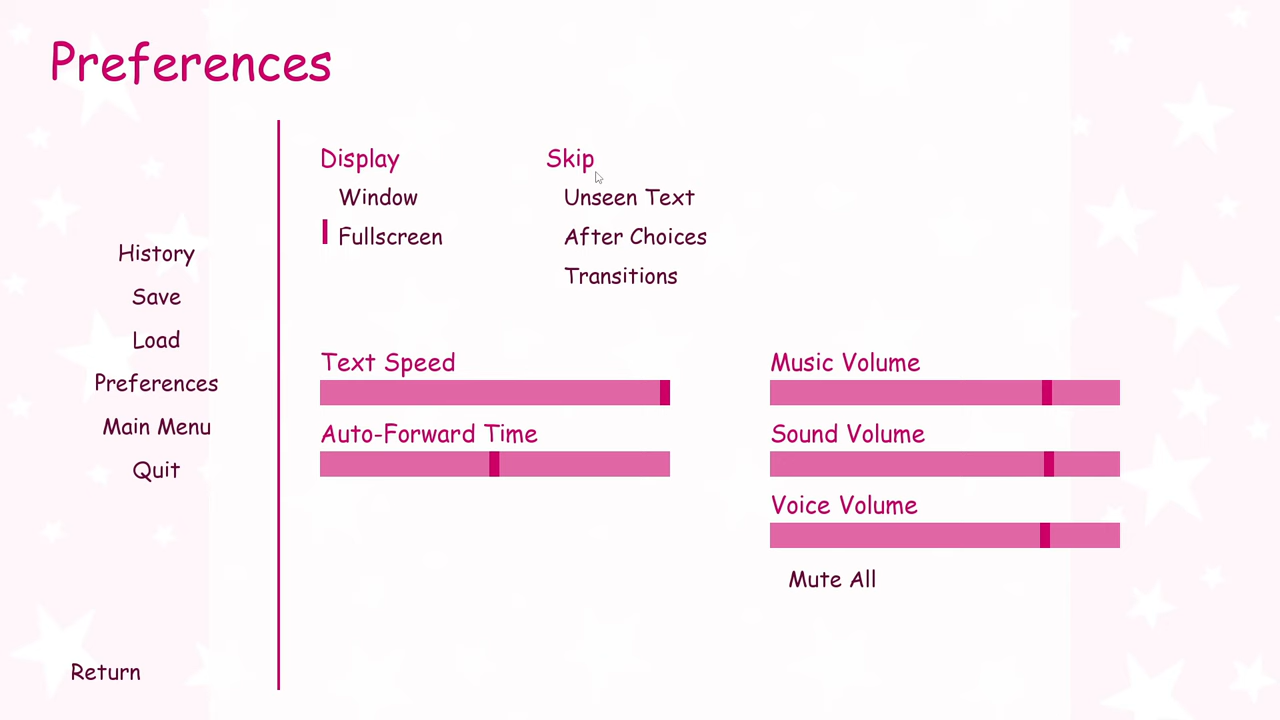 Preferences
History
Save
Load
Preferences
Main Menu
Quit
Return
Display
Window
Fullscreen
Skip
Unseen Text
After Choices
Transitions
Text Speed
Auto-Forward Time
Music Volume
Sound Volume
Voice Volume
Mute All